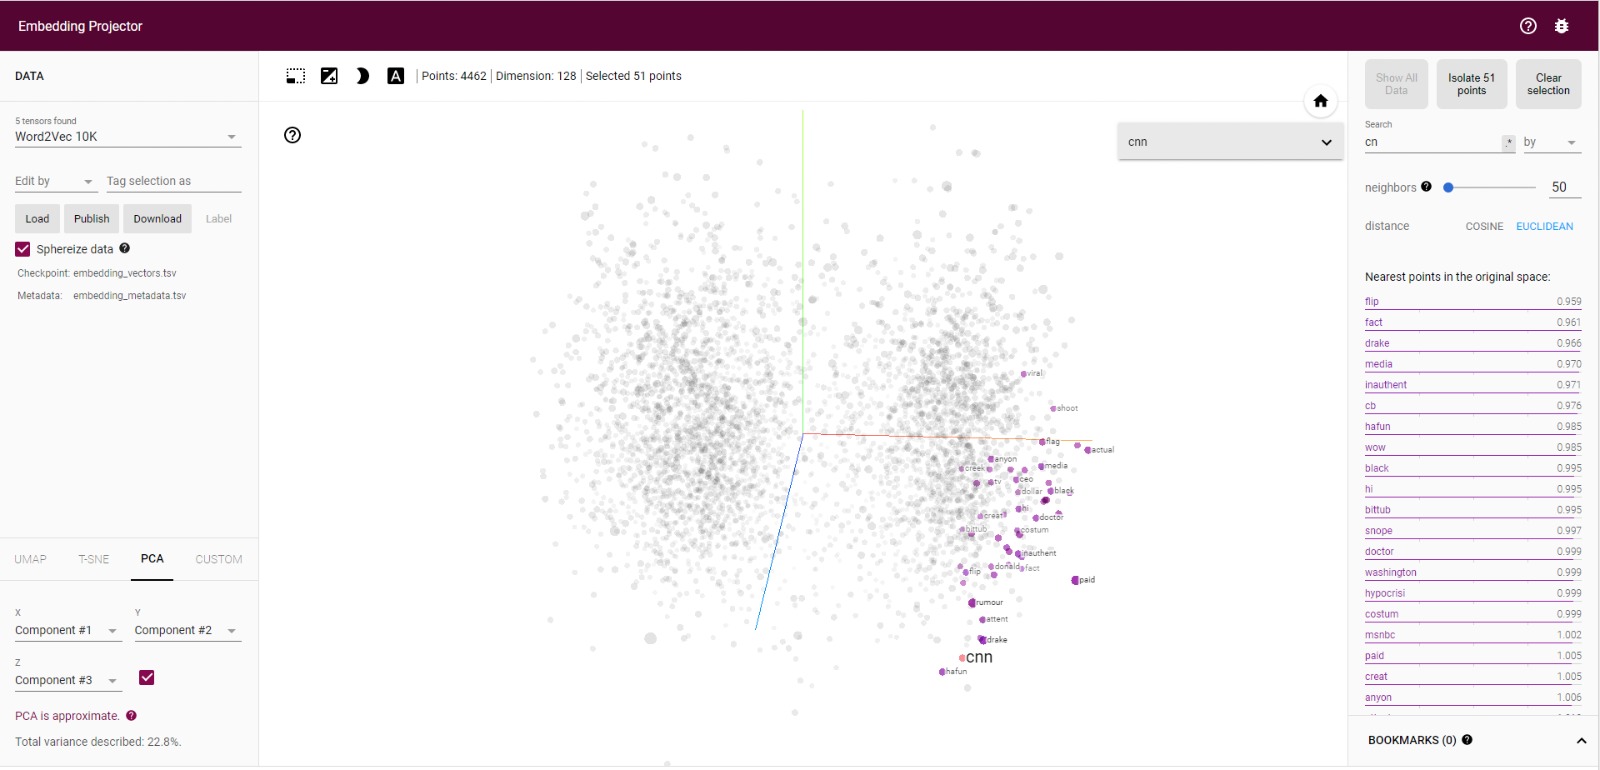 Embedding Projector
DATA
5 tensors found
Word2Vec 10K
Edit by
Tag selection as
Load
Publish
Download
Label
Sphereize data
Checkpoint: embedding_vectors.tsv
Metadata: embedding_metadata.tsv
UMAP
T-SNE
PCA
CUSTOM
X
Component #1
Y
Component #2
Z
Component #3
PCA is approximate.
Total variance described: 22.8%.
A
Points: 4462
Dimension: 128
Selected 51 points
cnn
viral
shoot
flag
actual
anyon
creek
media
tv
ceo
dollar
black
hi
creat
doctor
bittub
costum
inauthent
flip
donald
fact
paid
rumour
attent
drake
cnn
hafun
Show All
Data
Isolate 51
points
Clear
selection
Search
cn
.*
by
neighbors
50
distance
COSINE
EUCLIDEAN
Nearest points in the original space:
flip 0.959
fact 0.961
drake 0.966
media 0.970
inauthent 0.971
cb 0.976
hafun 0.985
wow 0.985
black 0.995
hi 0.995
bittub 0.995
snope 0.997
doctor 0.999
washington 0.999
hypocrisi 0.999
costum 0.999
msnbc 1.002
paid 1.005
creat 1.005
anyon 1.006
BOOKMARKS (0)